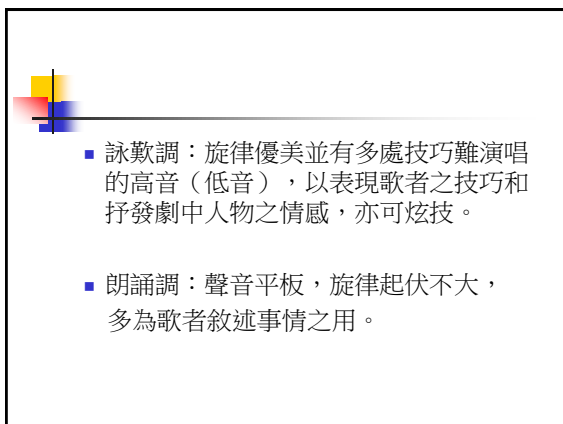 詠歎調：旋律優美並有多處技巧難演唱
的高音（低音），以表現歌者之技巧和
抒發劇中人物之情感，亦可炫技。
朗誦調：聲音平板，旋律起伏不大，
多為歌者敘述事情之用。